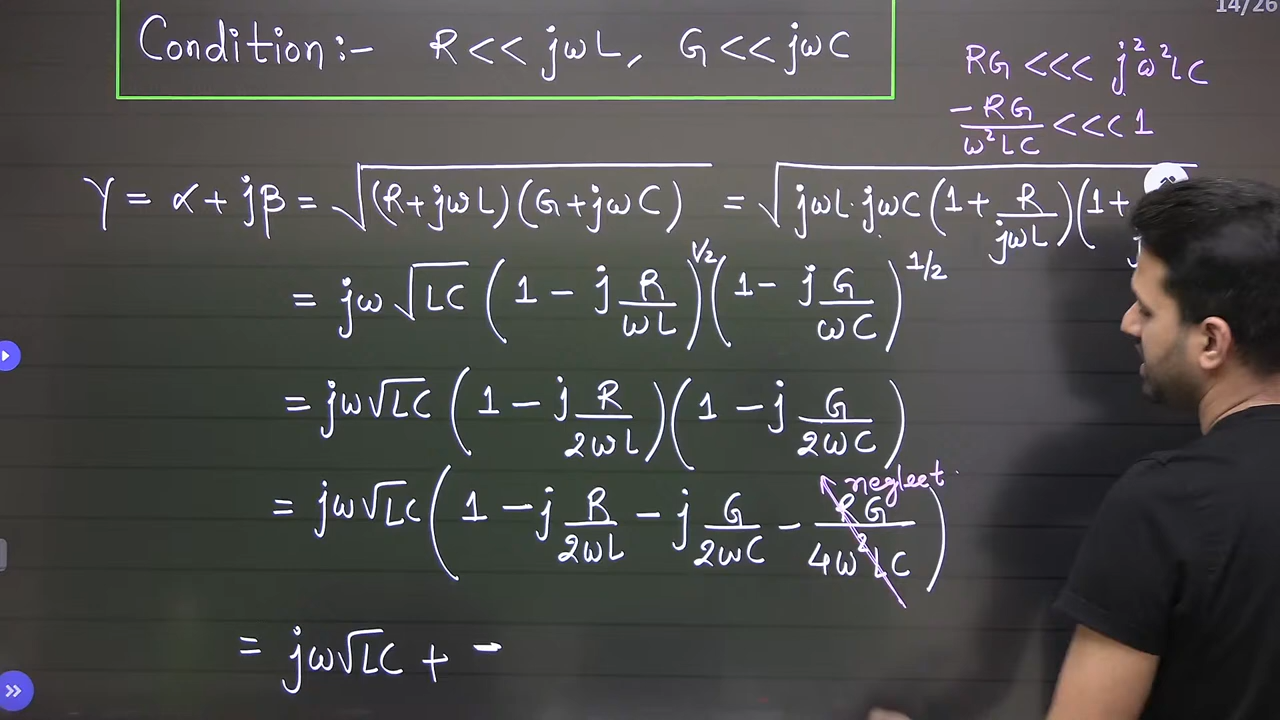 14/26
Condition:- R << jωL, G << jωC
RG <<< j²ω²LC
-RG/ω²LC <<< 1
γ = α + jβ = √(R+jωL)(G+jωC) = √jωL·jωC(1+R/jωL)(1+
= jω√LC (1 - j R/ωL)^1/2 (1 - j G/ωC)^1/2
= jω√LC (1 - j R/2ωL)(1 - j G/2ωC)
neglect.
= jω√LC (1 - j R/2ωL - j G/2ωC - RG/4ω²LC)
= jω√LC + -